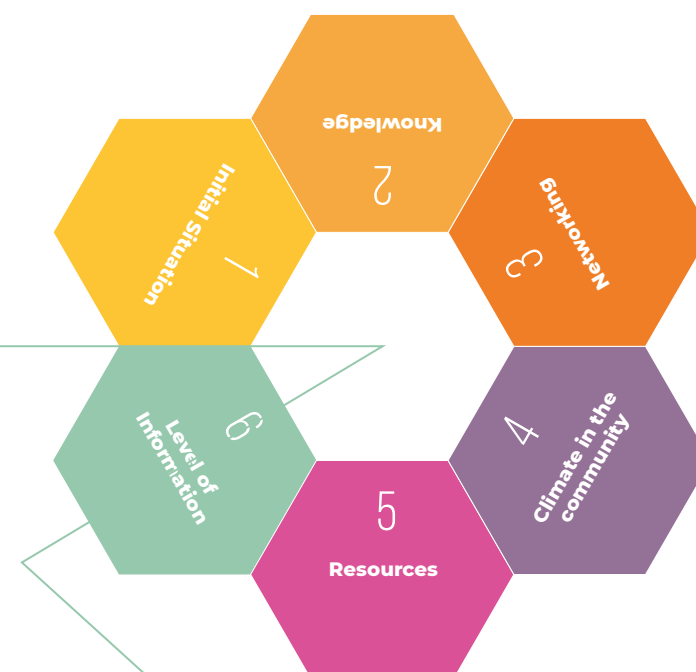 1
Initial Situation
2
Knowledge
3
Networking
4
Climate in the
community
5
Resources
6
Level of
Information